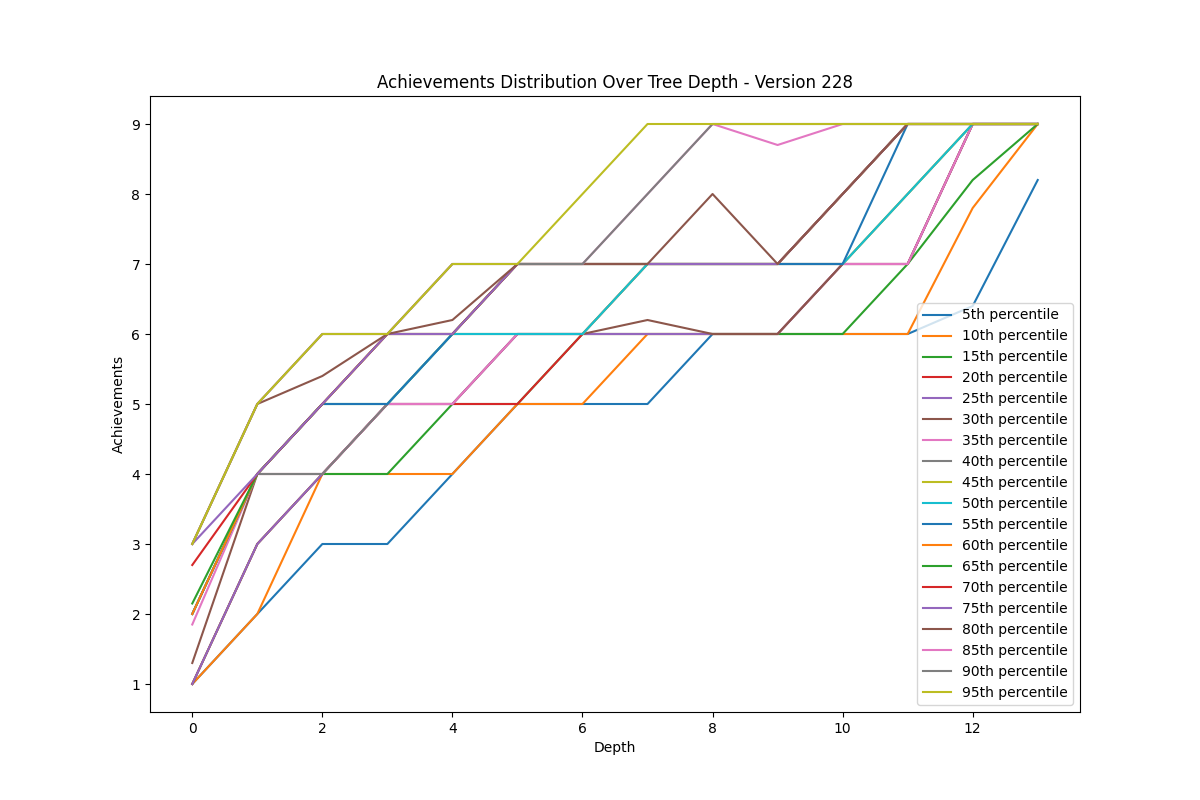 Achievements Distribution Over Tree Depth - Version 228
Achievements
9
8
7
6
5
4
3
2
1
0 2 4 6 8 10 12
Depth
5th percentile
10th percentile
15th percentile
20th percentile
25th percentile
30th percentile
35th percentile
40th percentile
45th percentile
50th percentile
55th percentile
60th percentile
65th percentile
70th percentile
75th percentile
80th percentile
85th percentile
90th percentile
95th percentile